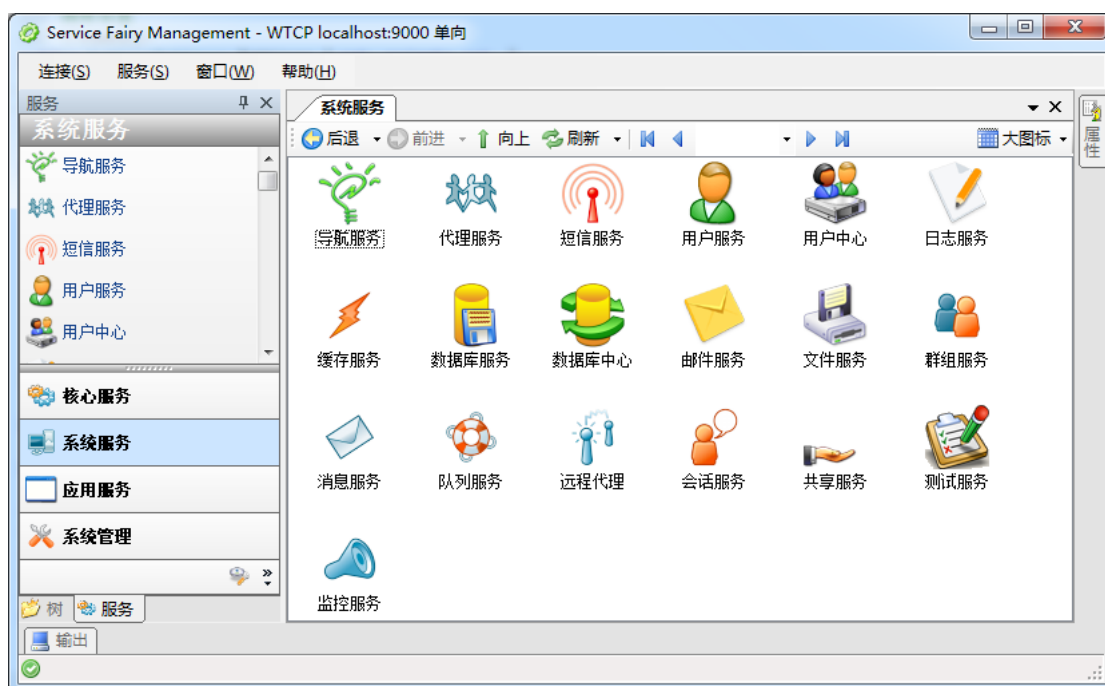 Service Fairy Management - WTCP localhost:9000 单向
连接(S) 服务(S) 窗口(W) 帮助(H)
服务
系统服务
导航服务
代理服务
短信服务
用户服务
用户中心
核心服务
系统服务
应用服务
系统管理
树 服务
系统服务
后退 前进 向上 刷新 大图标
导航服务 代理服务 短信服务 用户服务 用户中心 日志服务
缓存服务 数据库服务 数据库中心 邮件服务 文件服务 群组服务
消息服务 队列服务 远程代理 会话服务 共享服务 测试服务
监控服务
属性
输出